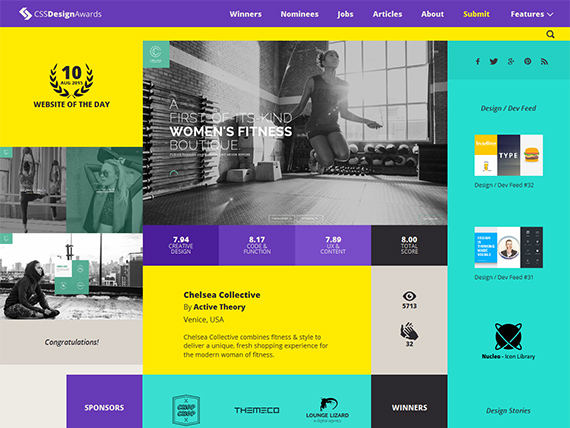 CSSDesignAwards
Winners
Nominees
Jobs
Articles
About
Submit
Features
10
AUG 2015
WEBSITE OF THE DAY
A
FIRST-OF-ITS-KIND
WOMEN'S FITNESS
BOUTIQUE
Design / Dev Feed
TYPE
Design / Dev Feed #32
Design / Dev Feed #31
7.94
CREATIVE
DESIGN
8.17
CODE &
FUNCTION
7.89
UX &
CONTENT
8.00
TOTAL
SCORE
Chelsea Collective
By Active Theory
Venice, USA
Chelsea Collective combines fitness & style to
deliver a unique, fresh shopping experience for
the modern woman of fitness.
5713
32
Congratulations!
Nucleo - Icon Library
SPONSORS
CHOP
CHOP
THEMECO
LOUNGE LIZARD
WINNERS
Design Stories